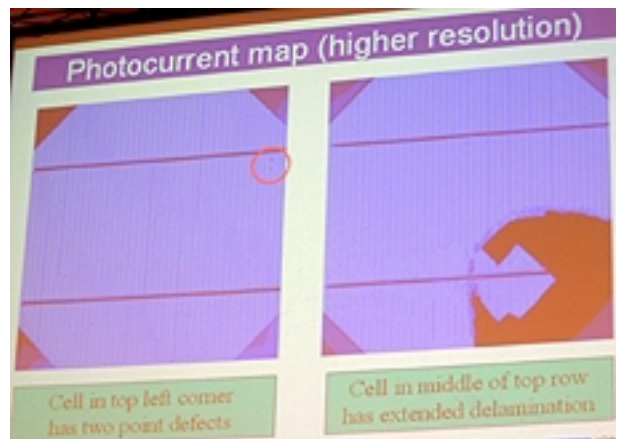 Photocurrent map (higher resolution)
Cell in top left corner
has two point defects
Cell in middle of top row
has extended delamination